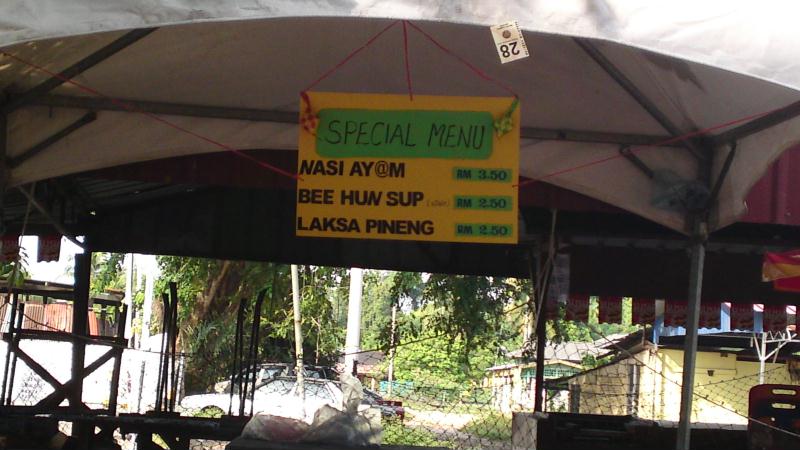 28
SPECIAL MENU
NASI AY@M RM 3.50
BEE HUN SUP RM 2.50
LAKSA PINENG RM 2.50